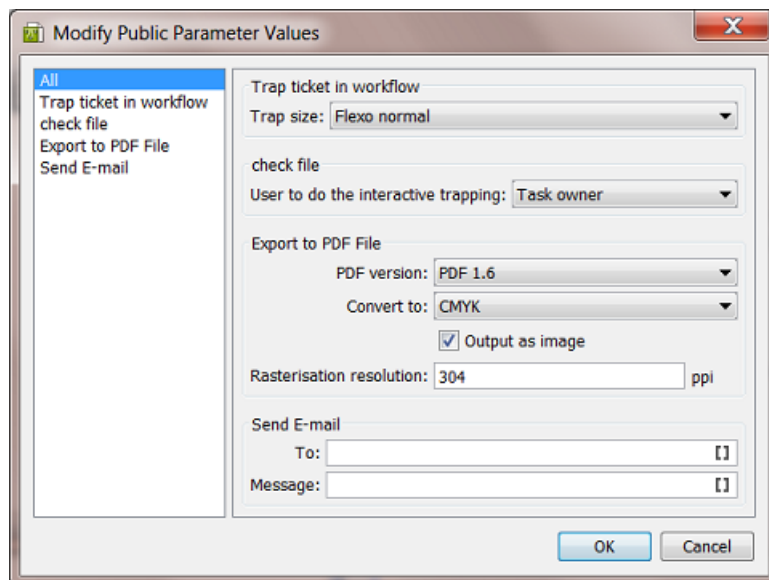 Modify Public Parameter Values
All
Trap ticket in workflow
check file
Export to PDF File
Send E-mail
Trap ticket in workflow
Trap size: Flexo normal
check file
User to do the interactive trapping: Task owner
Export to PDF File
PDF version: PDF 1.6
Convert to: CMYK
Output as image
Rasterisation resolution: 304 ppi
Send E-mail
To: []
Message: []
OK Cancel